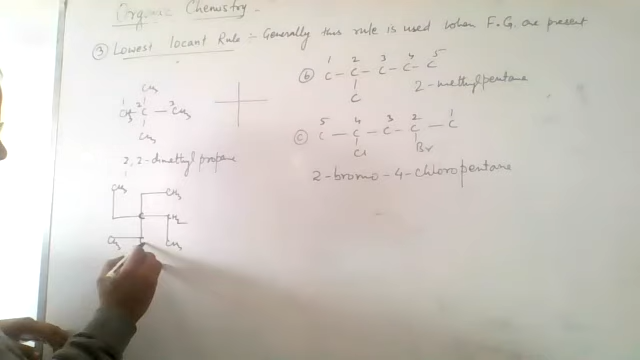 Organic Chemistry
③ Lowest locant Rule :- Generally this rule is used when F.G. are present
CH3
1 2 3
CH3 - C - CH3
CH3
2,2-dimethyl propane
ⓑ 1 2 3 4 5
C - C - C - C - C
C
2-methylpentane
ⓒ 5 4 3 2 1
C - C - C - C - C
Cl Br
2-bromo-4-chloropentane
CH3 CH3
C CH2
CH3 CH3